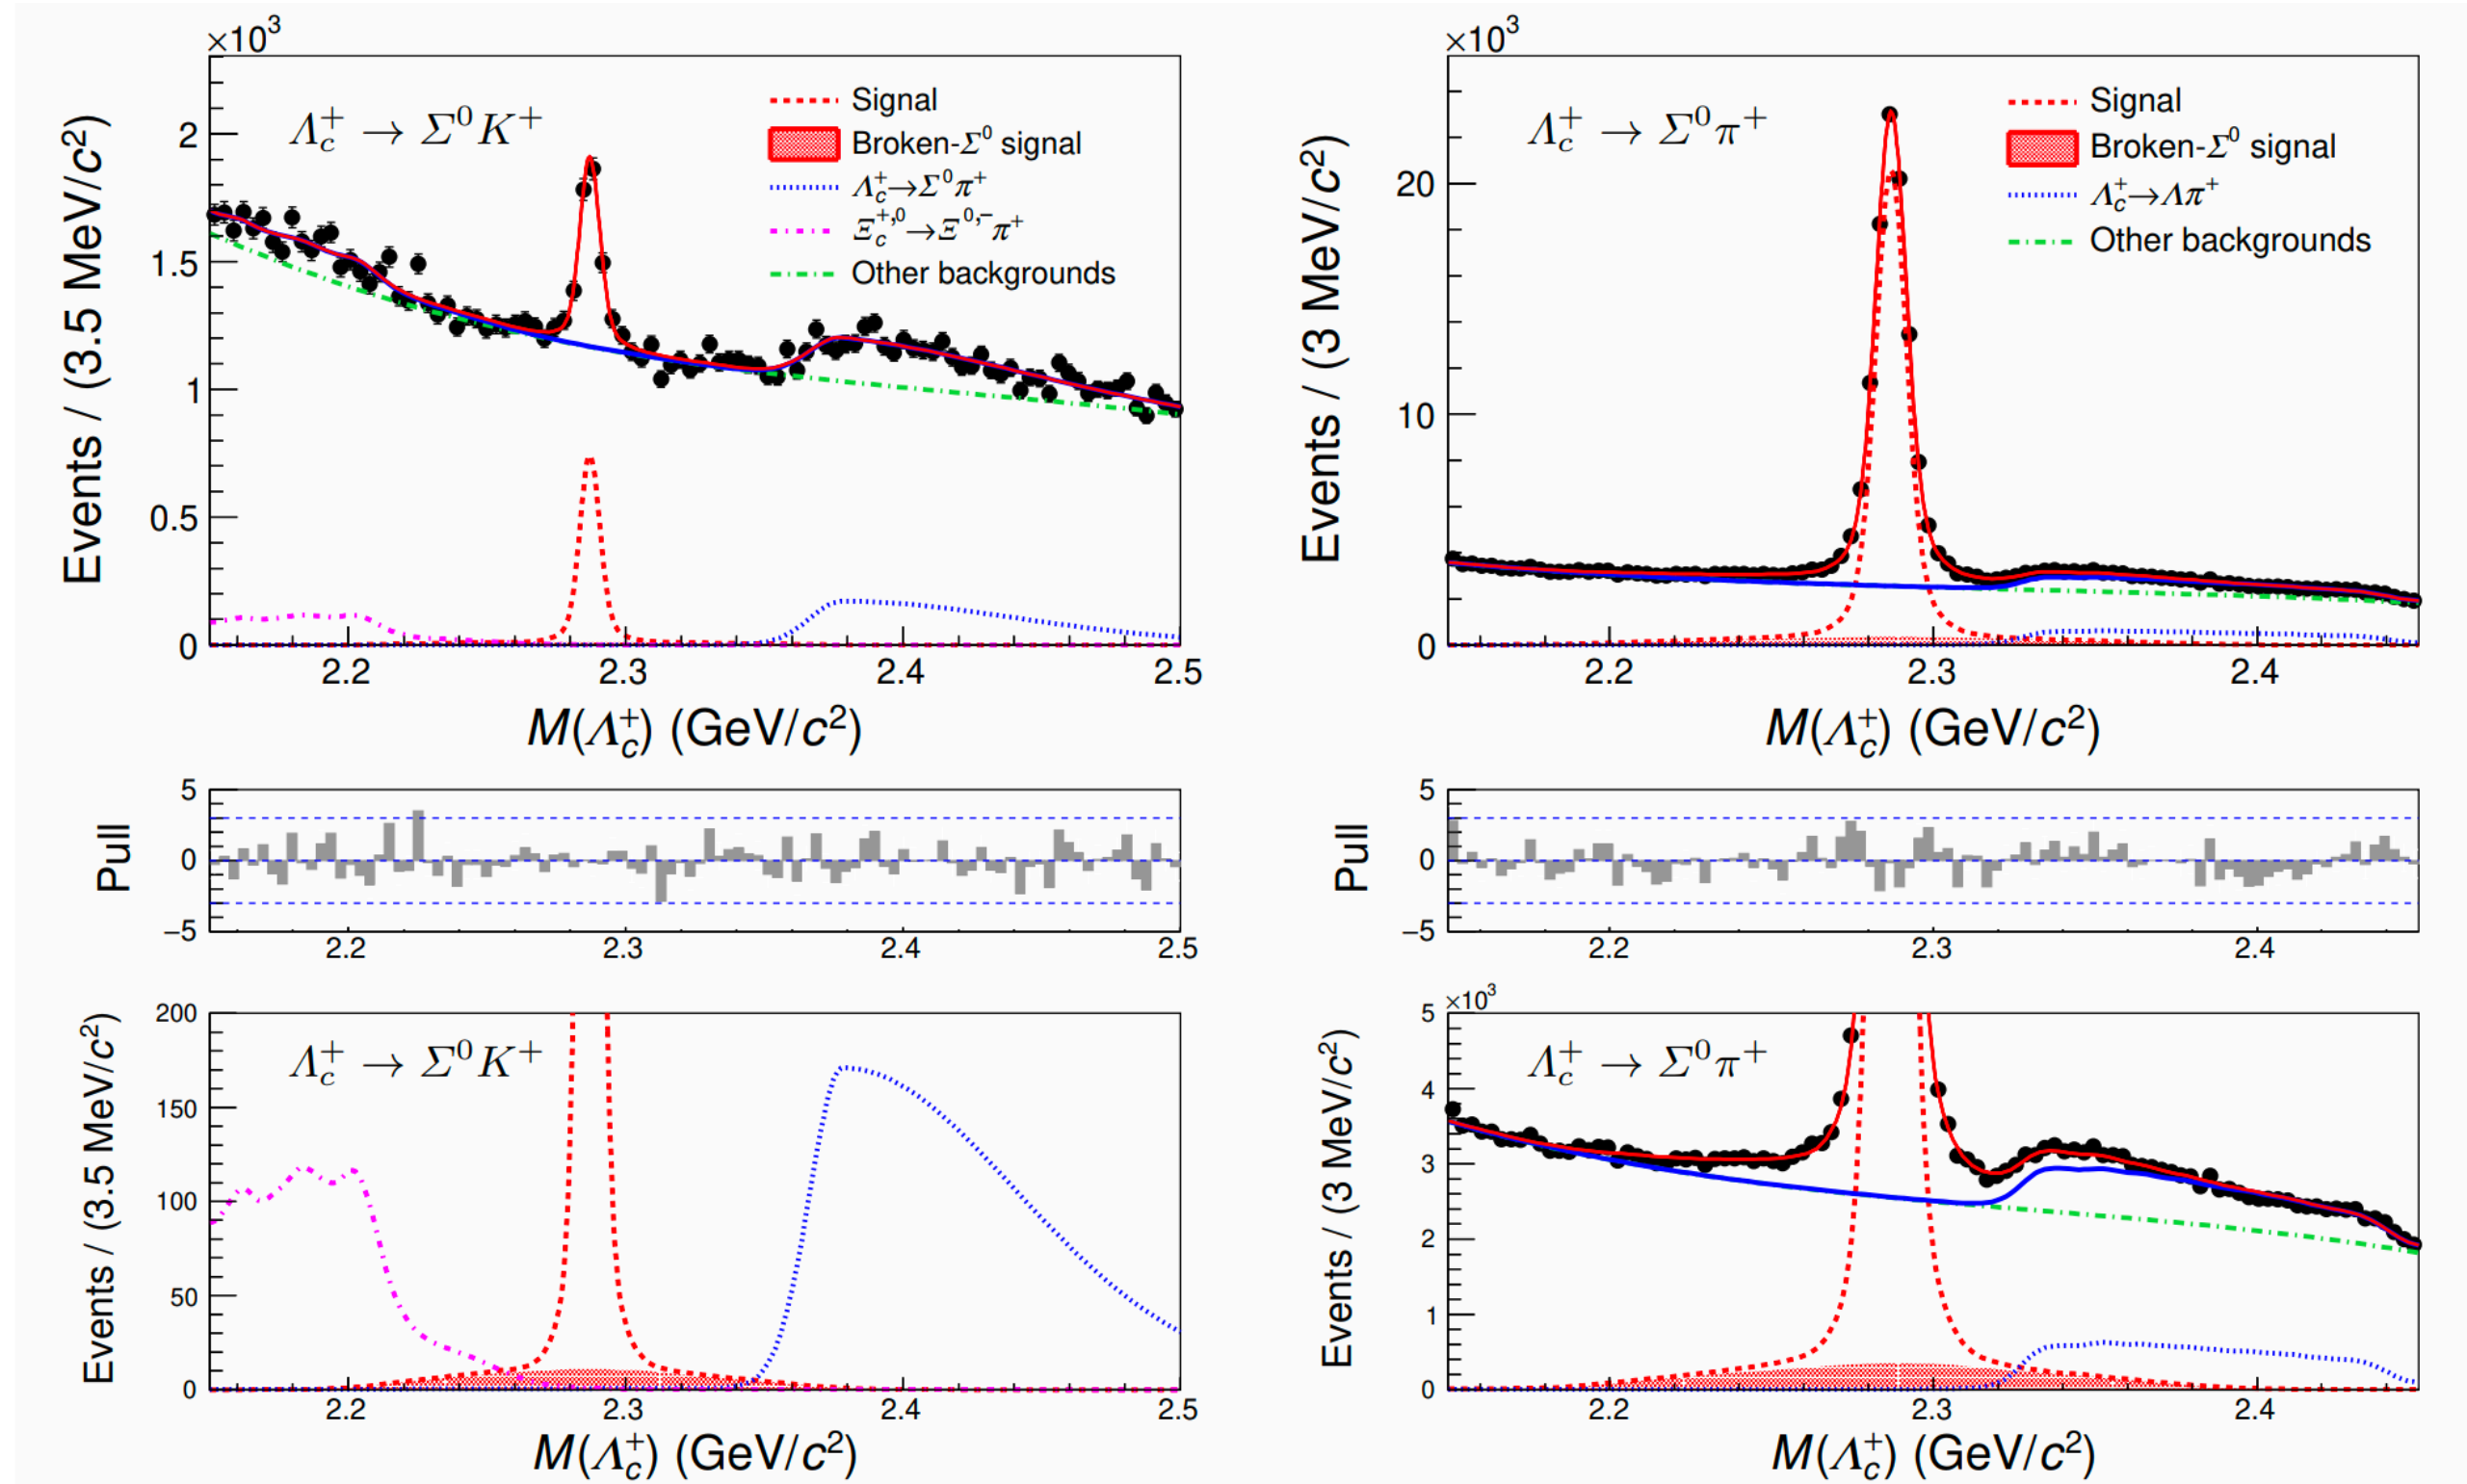 ×10³
Events / (3.5 MeV/c²)
Λc⁺ → Σ⁰K⁺
Signal
Broken-Σ⁰ signal
Λc⁺→Σ⁰π⁺
Ξc⁺,⁰→Ξ⁰,⁻π⁺
Other backgrounds
2
1.5
1
0.5
0
2.2 2.3 2.4 2.5
M(Λc⁺) (GeV/c²)
Pull
5
0
−5
2.2 2.3 2.4 2.5
Events / (3.5 MeV/c²)
Λc⁺ → Σ⁰K⁺
200
150
100
50
0
2.2 2.3 2.4 2.5
M(Λc⁺) (GeV/c²)
×10³
Events / (3 MeV/c²)
Λc⁺ → Σ⁰π⁺
Signal
Broken-Σ⁰ signal
Λc⁺→Λπ⁺
Other backgrounds
20
10
0
2.2 2.3 2.4
M(Λc⁺) (GeV/c²)
Pull
5
0
−5
2.2 2.3 2.4
×10³
Events / (3 MeV/c²)
Λc⁺ → Σ⁰π⁺
5
4
3
2
1
0
2.2 2.3 2.4
M(Λc⁺) (GeV/c²)